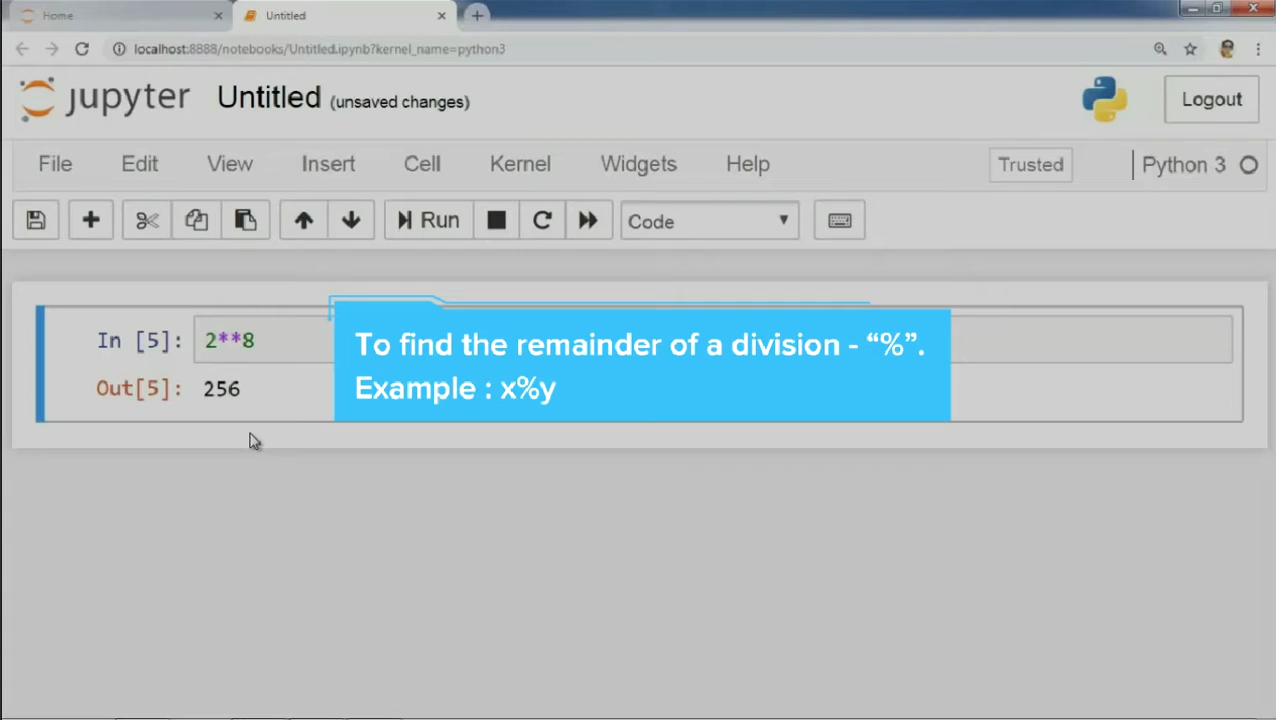 Home
Untitled
localhost:8888/notebooks/Untitled.ipynb?kernel_name=python3
jupyter Untitled (unsaved changes)
Logout
File Edit View Insert Cell Kernel Widgets Help Trusted Python 3
Run Code
In [5]: 2**8
Out[5]: 256
To find the remainder of a division - “%”.
Example : x%y